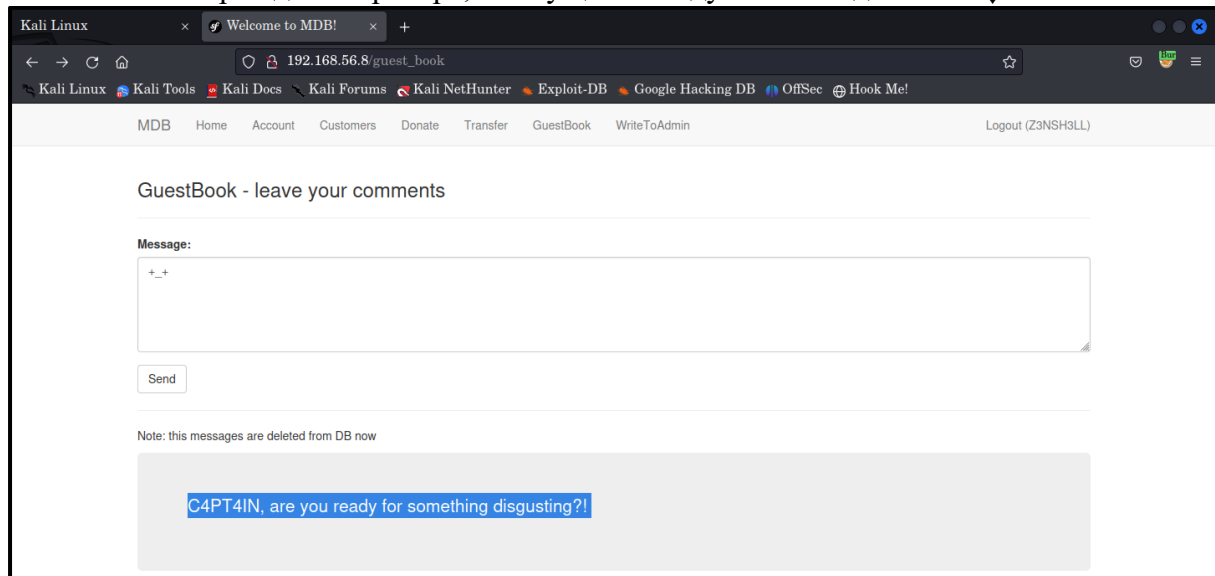 Kali Linux × Welcome to MDB! × +
192.168.56.8/guest_book
Kali Linux Kali Tools Kali Docs Kali Forums Kali NetHunter Exploit-DB Google Hacking DB OffSec Hook Me!
MDB Home Account Customers Donate Transfer GuestBook WriteToAdmin Logout (Z3NSH3LL)
GuestBook - leave your comments
Message:
+_+
Send
Note: this messages are deleted from DB now
C4PT4IN, are you ready for something disgusting?!